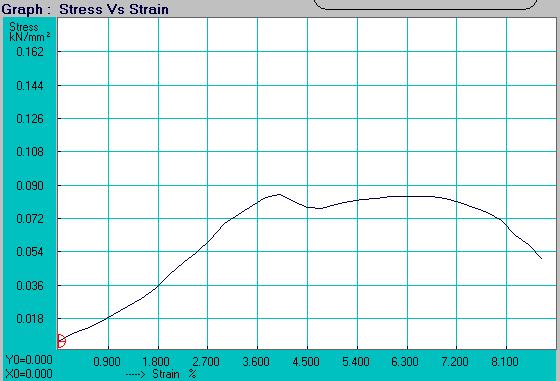 Graph : Stress Vs Strain
Stress
kN/mm²
0.162
0.144
0.126
0.108
0.090
0.072
0.054
0.036
0.018
Y0=0.000 0.900 1.800 2.700 3.600 4.500 5.400 6.300 7.200 8.100
X0=0.000 ----> Strain %